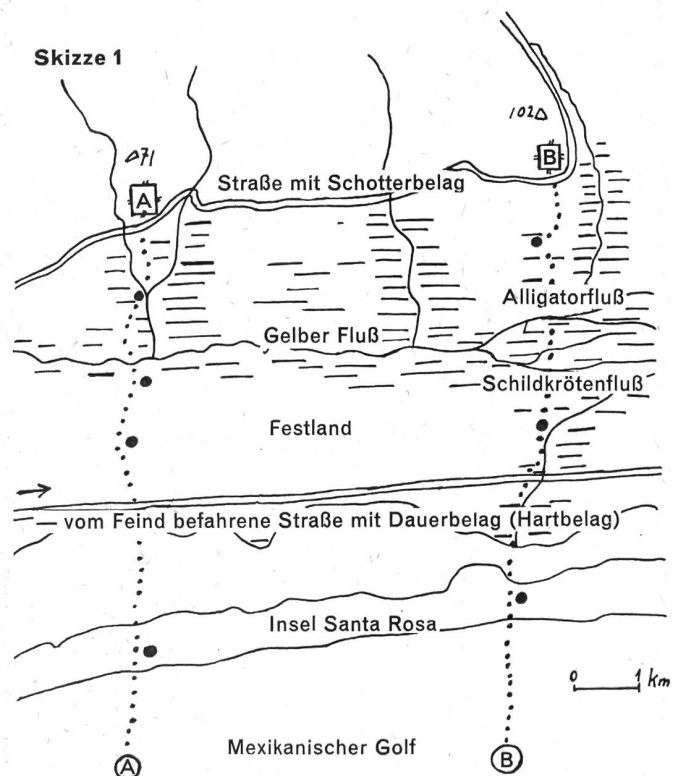 Skizze 1
71
102
A
B
Straße mit Schotterbelag
Alligatorfluß
Gelber Fluß
Schildkrötenfluß
Festland
vom Feind befahrene Straße mit Dauerbelag (Hartbelag)
Insel Santa Rosa
0 1 km
Mexikanischer Golf
A
B